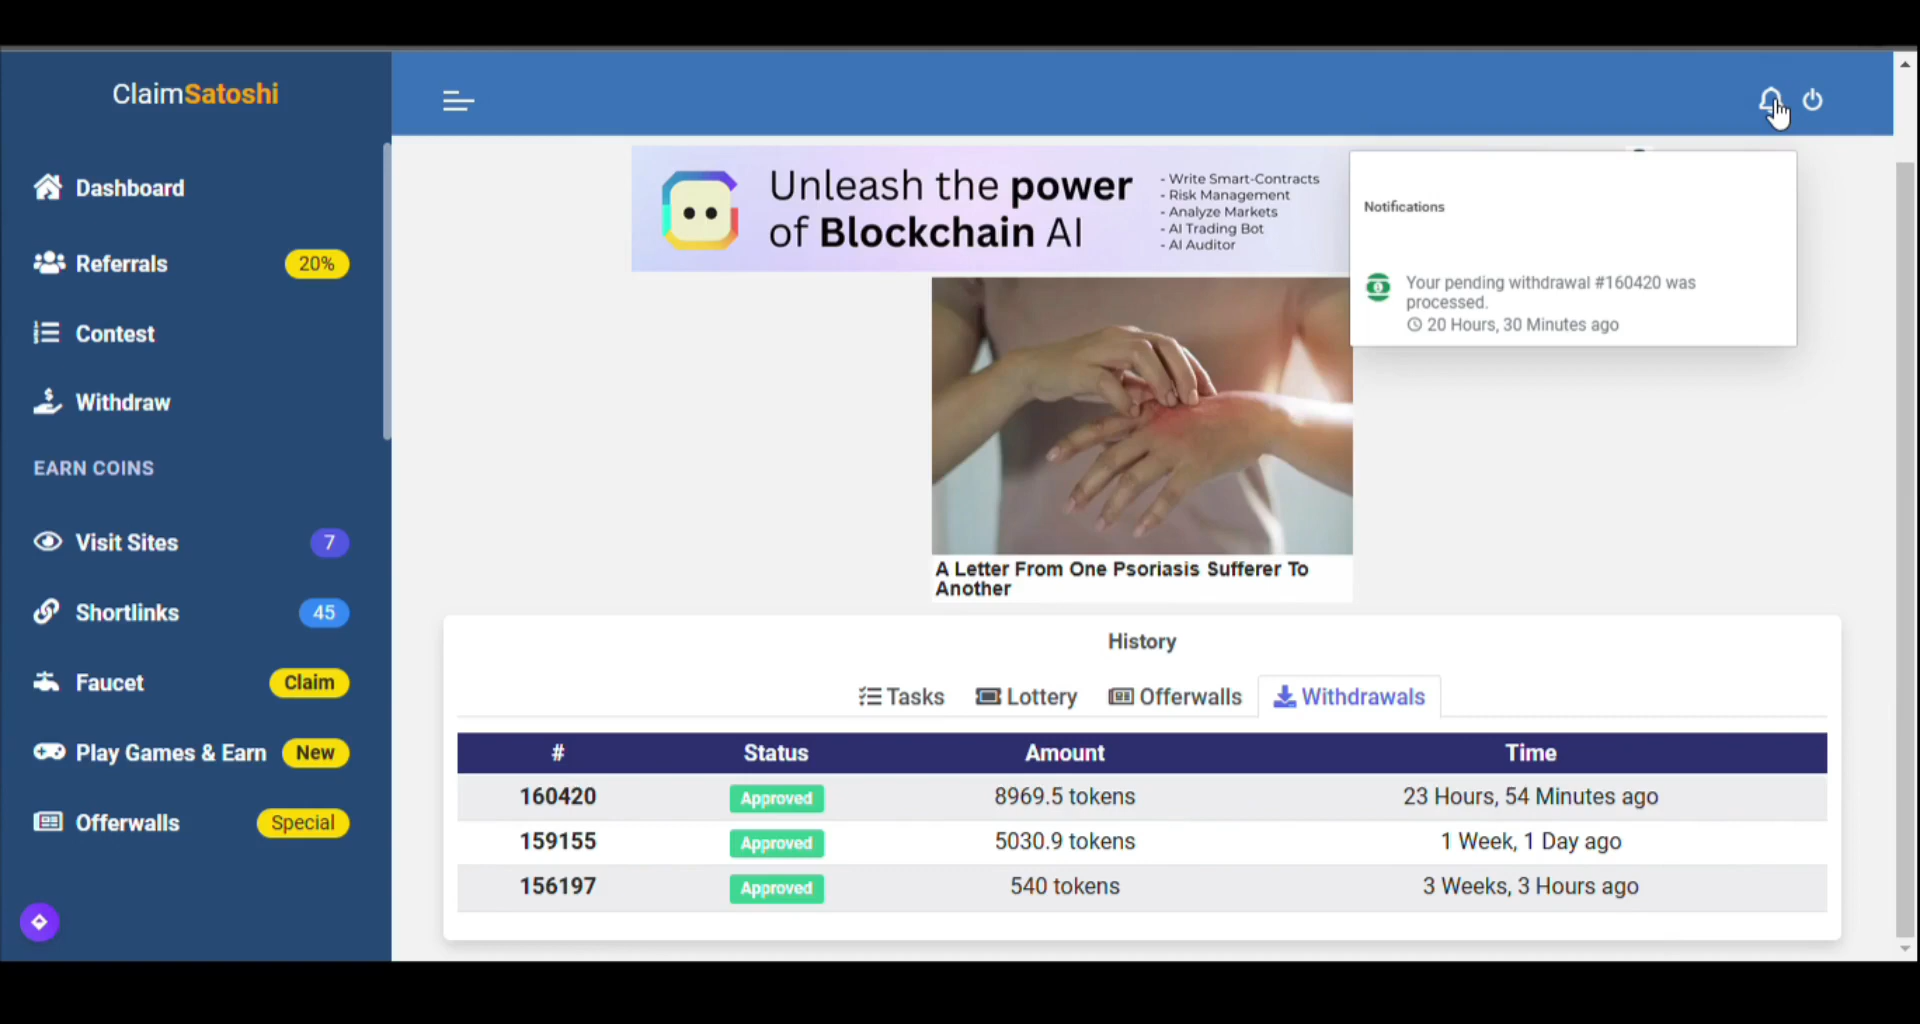 ClaimSatoshi
Dashboard
Referrals 20%
Contest
Withdraw
EARN COINS
Visit Sites 7
Shortlinks 45
Faucet Claim
Play Games & Earn New
Offerwalls Special
Unleash the power
of Blockchain AI
- Write Smart-Contracts
- Risk Management
- Analyze Markets
- AI Trading Bot
- AI Auditor
Notifications
Your pending withdrawal #160420 was
processed.
20 Hours, 30 Minutes ago
A Letter From One Psoriasis Sufferer To
Another
History
Tasks Lottery Offerwalls Withdrawals
# Status Amount Time
160420 Approved 8969.5 tokens 23 Hours, 54 Minutes ago
159155 Approved 5030.9 tokens 1 Week, 1 Day ago
156197 Approved 540 tokens 3 Weeks, 3 Hours ago